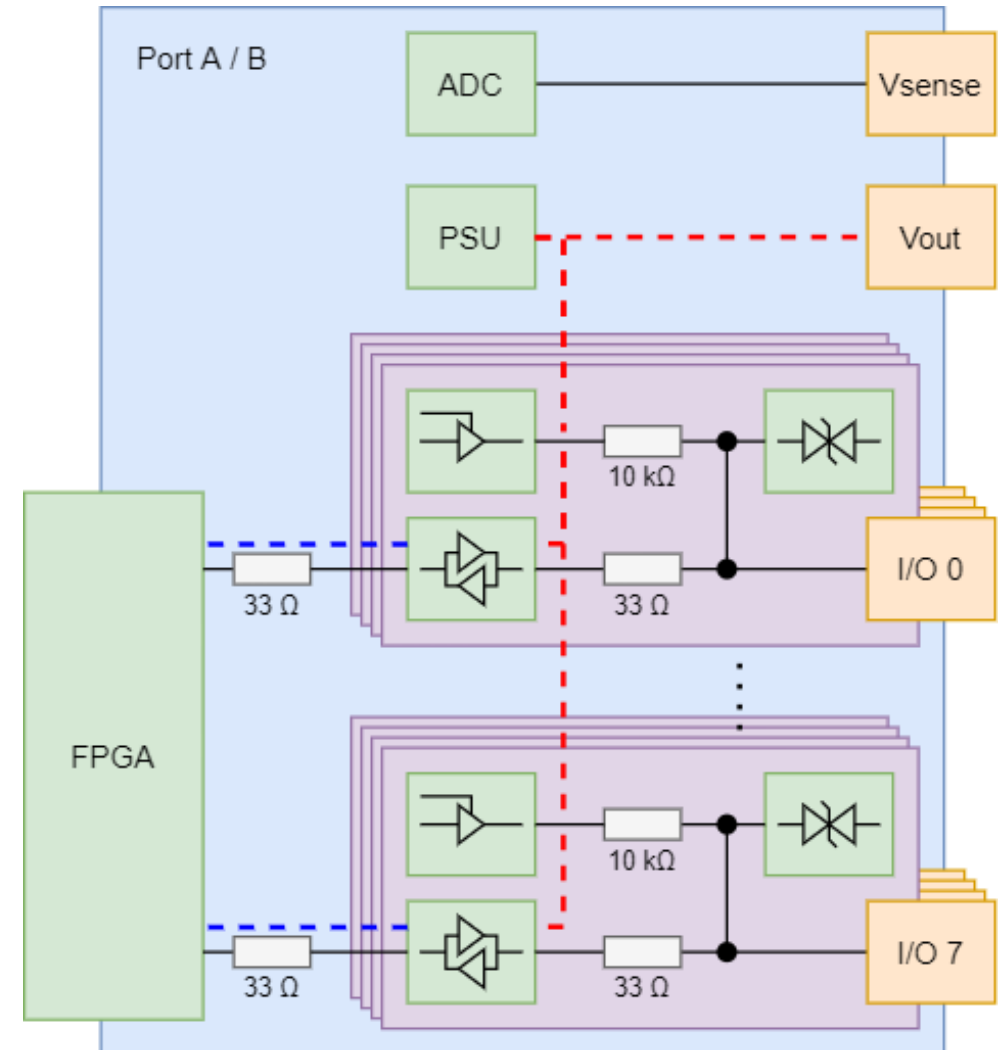 Port A / B
ADC
Vsense
PSU
Vout
10 kΩ
33 Ω
33 Ω
I/O 0
FPGA
10 kΩ
33 Ω
33 Ω
I/O 7